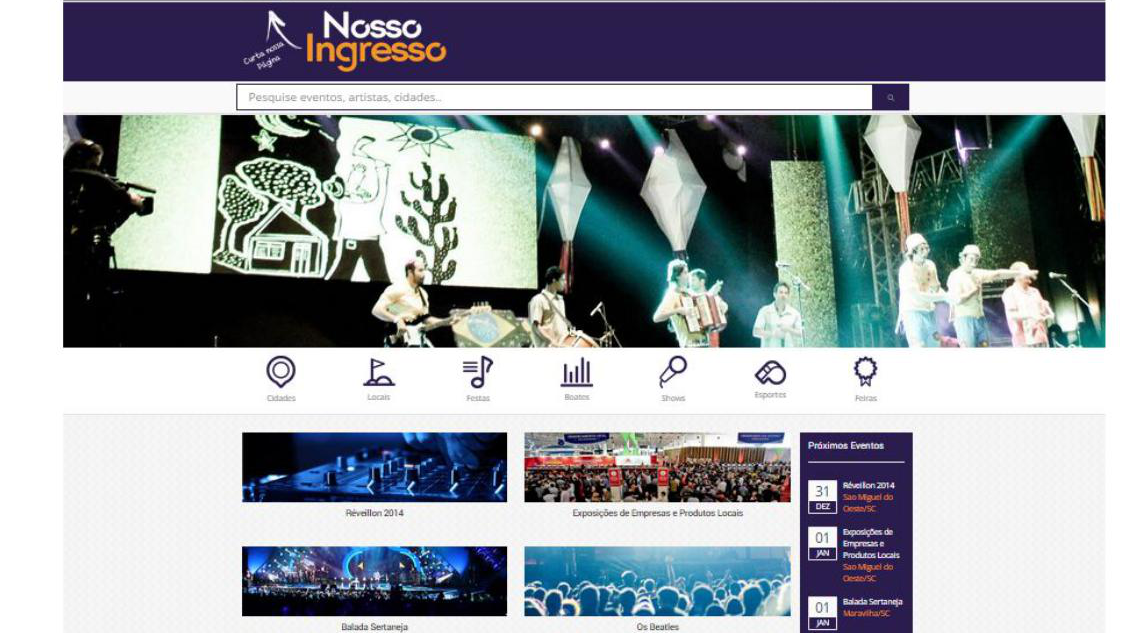 Nosso
Ingresso
Curta nossa
Página
Pesquise eventos, artistas, cidades..
Cidades
Locais
Festas
Boates
Shows
Esportes
Feiras
Réveillon 2014
Exposições de Empresas e Produtos Locais
Balada Sertaneja
Os Beatles
Próximos Eventos
31
DEZ
Réveillon 2014
Sao Miguel do
Oeste/SC
01
JAN
Exposições de
Empresas e
Produtos Locais
Sao Miguel do
Oeste/SC
01
JAN
Balada Sertaneja
Maravilha/SC